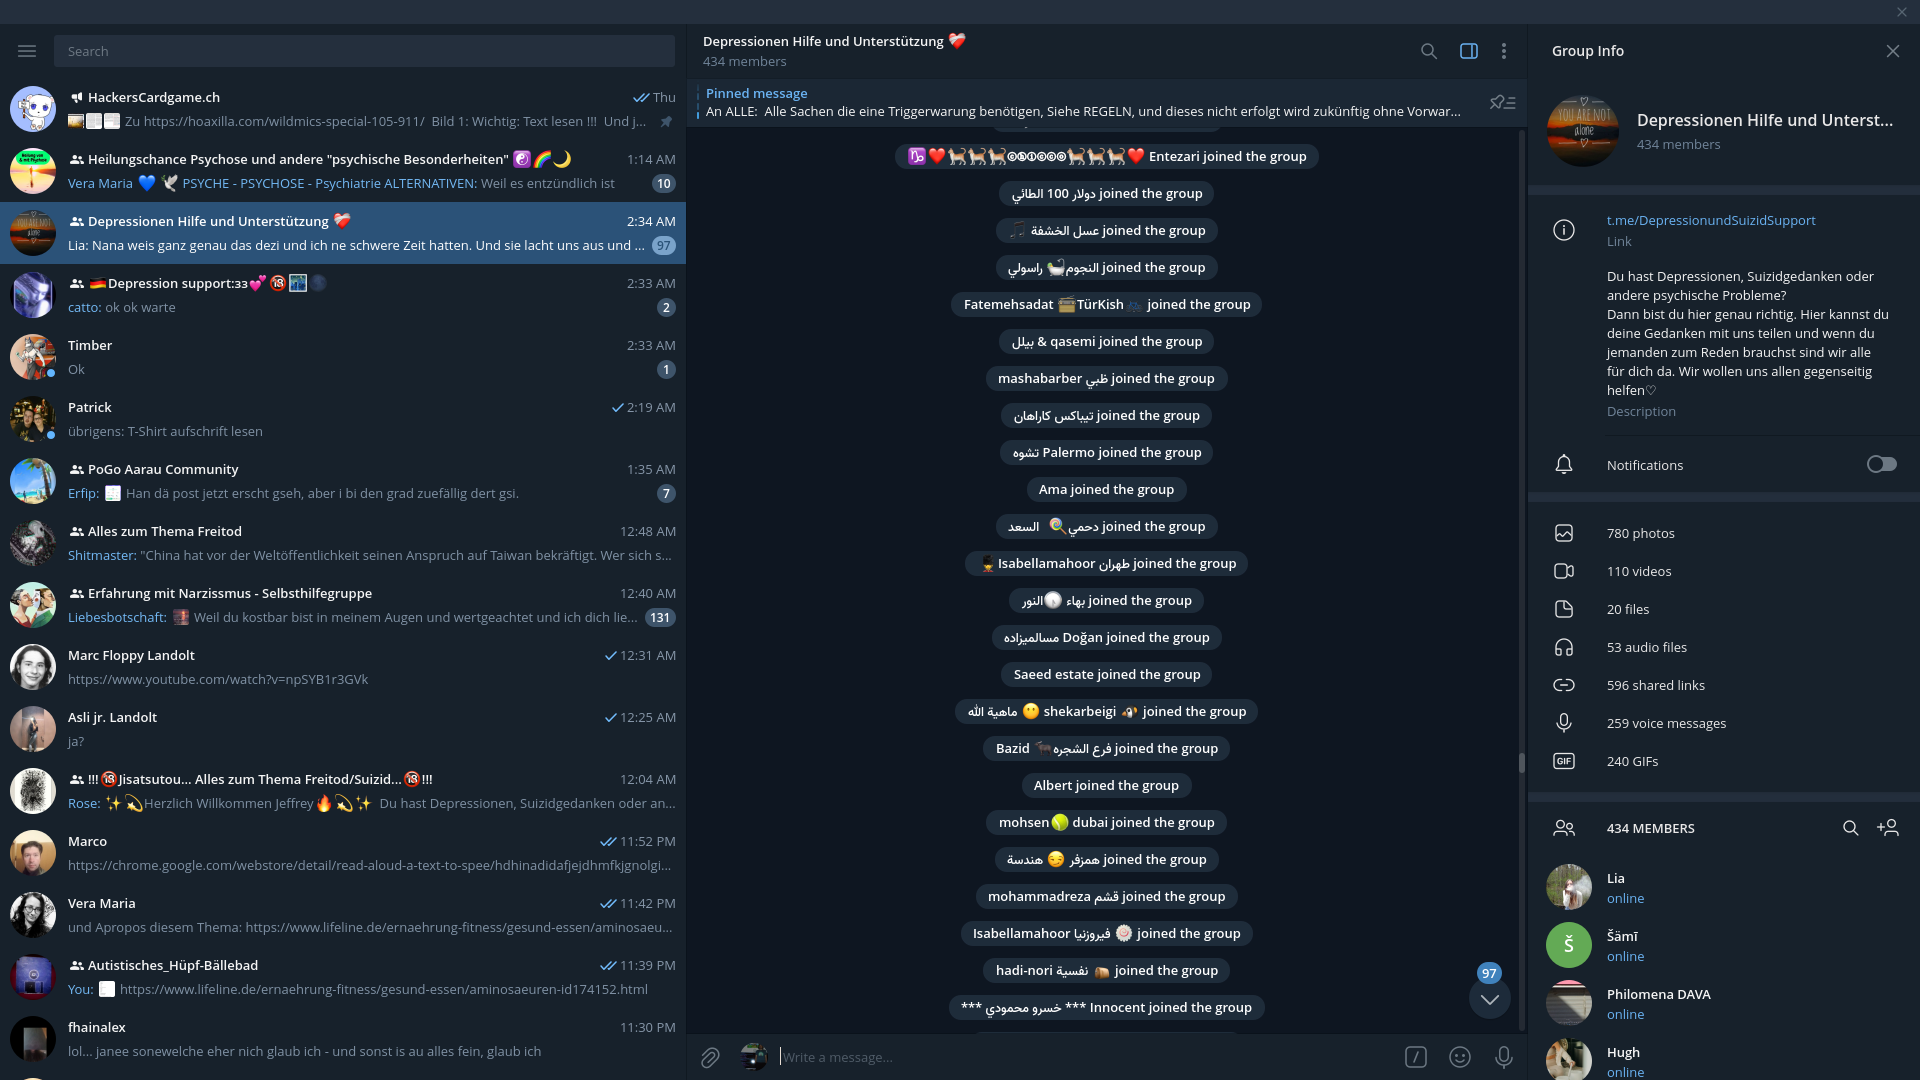 Search
HackersCardgame.ch
Thu
Zu https://hoaxilla.com/wildmics-special-105-911/ Bild 1: Wichtig: Text lesen !!! Und j...
Heilungschance Psychose und andere "psychische Besonderheiten" ☯️🌈🌙
1:14 AM
Vera Maria 💙 🕊️ PSYCHE - PSYCHOSE - Psychiatrie ALTERNATIVEN: Weil es entzündlich ist
10
Depressionen Hilfe und Unterstützung ❤️‍🩹
2:34 AM
Lia: Nana weis ganz genau das dezi und ich ne schwere Zeit hatten. Und sie lacht uns aus und ...
97
🇩🇪Depression support:ɜɜ💕🔞🌃🌑
2:33 AM
catto: ok ok warte
2
Timber
2:33 AM
Ok
1
Patrick
2:19 AM
übrigens: T-Shirt aufschrift lesen
PoGo Aarau Community
1:35 AM
Erfip: Han dä post jetzt erscht gseh, aber i bi den grad zuefällig dert gsi.
7
Alles zum Thema Freitod
12:48 AM
Shitmaster: "China hat vor der Weltöffentlichkeit seinen Anspruch auf Taiwan bekräftigt. Wer sich s...
Erfahrung mit Narzissmus - Selbsthilfegruppe
12:40 AM
Liebesbotschaft: Weil du kostbar bist in meinem Augen und wertgeachtet und ich dich lie...
131
Marc Floppy Landolt
12:31 AM
https://www.youtube.com/watch?v=npSYB1r3GVk
Asli jr. Landolt
12:25 AM
ja?
!!!🔞Jisatsutou... Alles zum Thema Freitod/Suizid...🔞!!!
12:04 AM
Rose: ✨💫Herzlich Willkommen Jeffrey🔥💫✨ Du hast Depressionen, Suizidgedanken oder an...
Marco
11:52 PM
https://chrome.google.com/webstore/detail/read-aloud-a-text-to-spee/hdhinadidafjejdhmfkjgnolgi...
Vera Maria
11:42 PM
und Apropos diesem Thema: https://www.lifeline.de/ernaehrung-fitness/gesund-essen/aminosaeu...
Autistisches_Hüpf-Bällebad
11:39 PM
You: https://www.lifeline.de/ernaehrung-fitness/gesund-essen/aminosaeuren-id174152.html
fhainalex
11:30 PM
lol... janee sonewelche eher nich glaub ich - und sonst is au alles fein, glaub ich
Depressionen Hilfe und Unterstützung ❤️‍🩹
434 members
Pinned message
An ALLE: Alle Sachen die eine Triggerwarung benötigen, Siehe REGELN, und dieses nicht erfolgt wird zukünftig ohne Vorwar...
Entezari joined the group
دولار 100 الطائي joined the group
🎵 عسل الخشفة joined the group
النجوم🦢 راسولي joined the group
Fatemehsadat TürKish joined the group
بيلل & qasemi joined the group
mashabarber ظبي joined the group
تيباكس كاراهان joined the group
تشوه Palermo joined the group
Ama joined the group
دحمي🍭 السعد joined the group
Isabellamahoor طهران joined the group
بهاء النور joined the group
مسالميزاده Doğan joined the group
Saeed estate joined the group
ماهية الله 😶 shekarbeigi joined the group
Bazid فرع الشجره🐂 joined the group
Albert joined the group
mohsen🎾 dubai joined the group
همزفر 😏 هندسة joined the group
mohammadreza قشم joined the group
Isabellamahoor فيروزنيا 🍥 joined the group
hadi-nori نفسية joined the group
*** خسرو محمودي *** Innocent joined the group
97
Write a message...
Group Info
Depressionen Hilfe und Unterst...
434 members
t.me/DepressionundSuizidSupport
Link
Du hast Depressionen, Suizidgedanken oder
andere psychische Probleme?
Dann bist du hier genau richtig. Hier kannst du
deine Gedanken mit uns teilen und wenn du
jemanden zum Reden brauchst sind wir alle
für dich da. Wir wollen uns allen gegenseitig
helfen♡
Description
Notifications
780 photos
110 videos
20 files
53 audio files
596 shared links
259 voice messages
GIF
240 GIFs
434 MEMBERS
Lia
online
Š
Šāmī
online
Philomena DAVA
online
Hugh
online